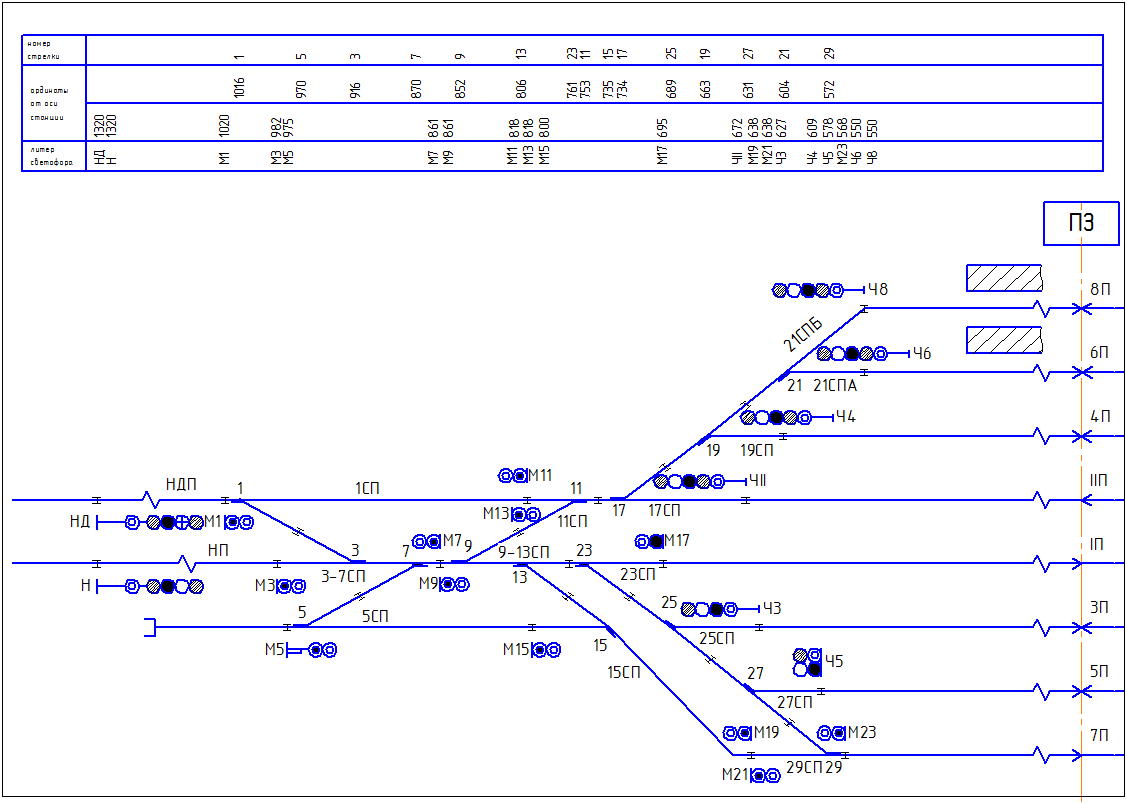 номер
стрелки
1 5 3 7 9 13 23 11 15 17 25 19 27 21 29
ординаты
от оси
станции
1016 970 916 870 852 806 761 753 735 734 689 663 631 604 572
1320 1320 1020 982 975 861 861 818 818 800 695 672 638 638 627 609 578 568 550 550
литер
светофора
НД Н М1 М3 М5 М7 М9 М11 М13 М15 М17 ЧII М19 М21 Ч3 Ч4 Ч5 М23 Ч6 Ч8
ПЗ
Ч8 8П
21СПБ
Ч6 6П
21 21СПА
Ч4 4П
19 19СП
М11 ЧII IIП
НДП 1 1СП 11
НД М1 М13 11СП 17 17СП
М7 М17
НП 3 7 9 9-13СП 23 IП
Н М3 3-7СП М9 13 23СП
5 5СП 25 Ч3 3П
М5 М15 15 25СП
15СП 27 Ч5 5П
27СП
М19 М23 7П
М21 29СП 29